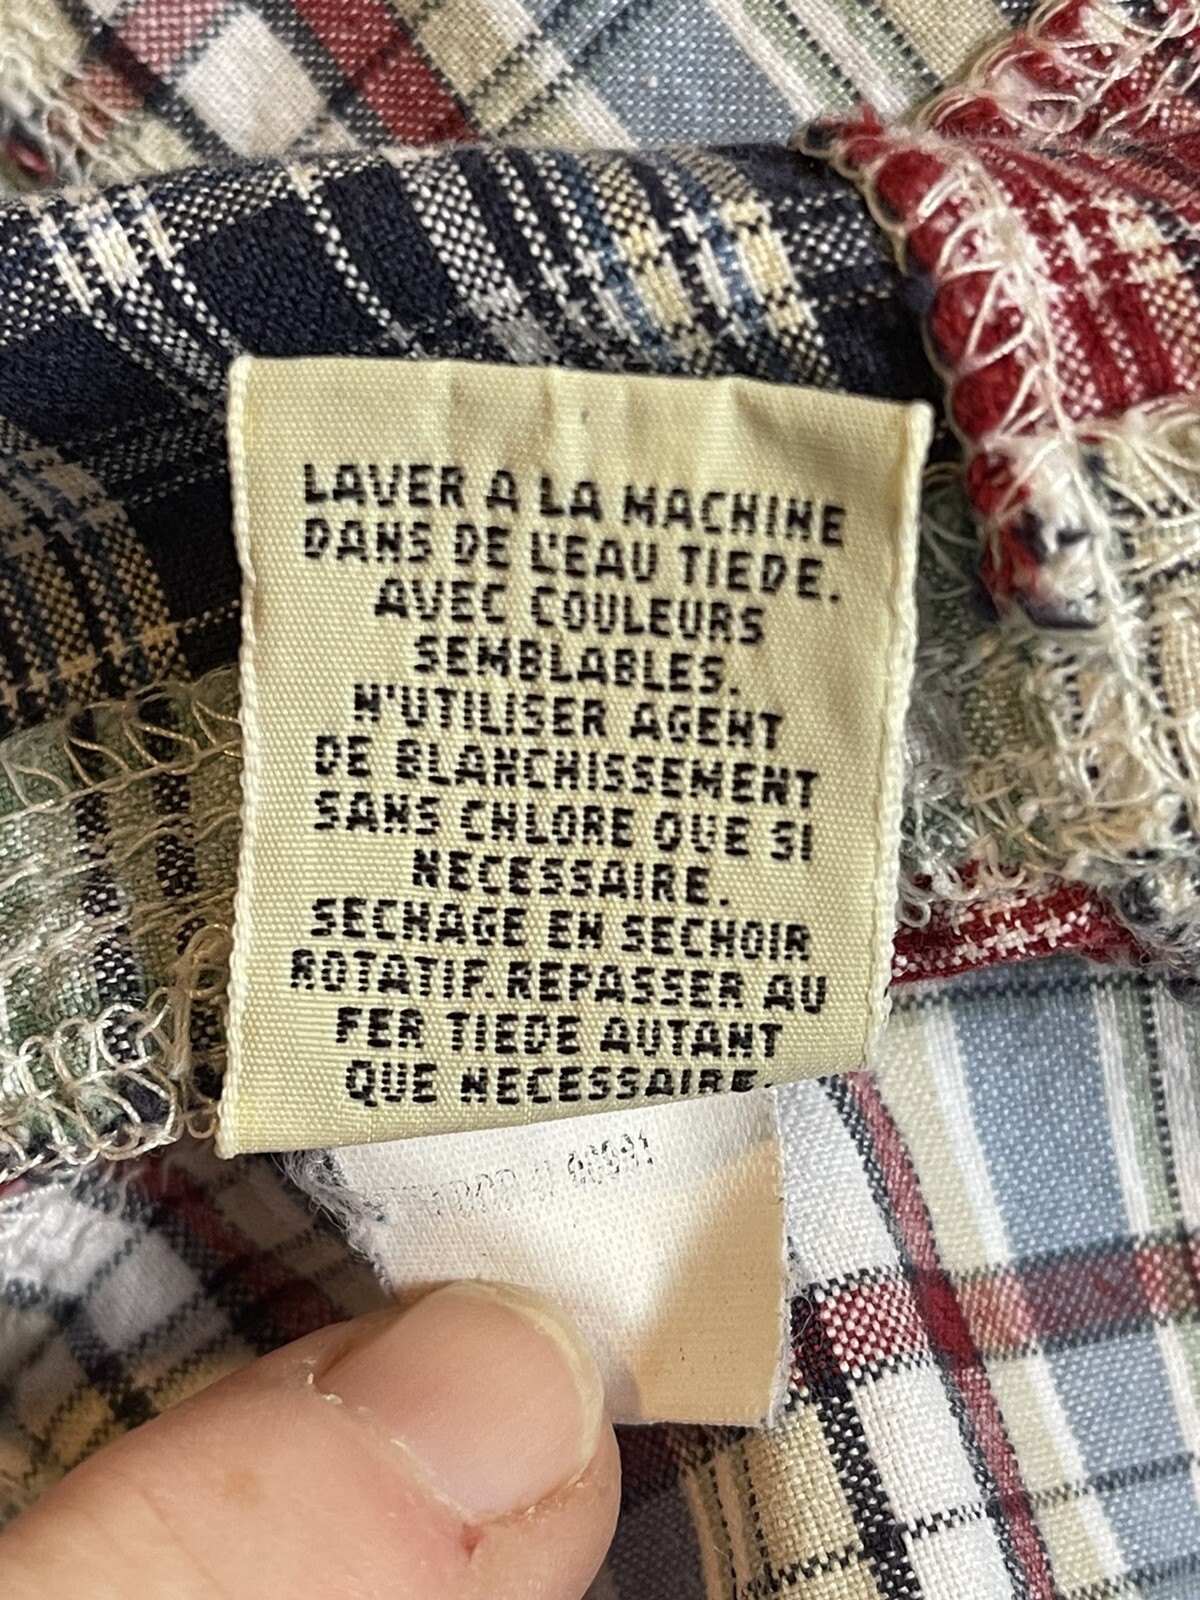 LAVER A LA MACHINE
DANS DE L'EAU TIEDE.
AVEC COULEURS
SEMBLABLES.
N'UTILISER AGENT
DE BLANCHISSEMENT
SANS CHLORE QUE SI
NECESSAIRE.
SECHAGE EN SECHOIR
ROTATIF. REPASSER AU
FER TIEDE AUTANT
QUE NECESSAIRE.